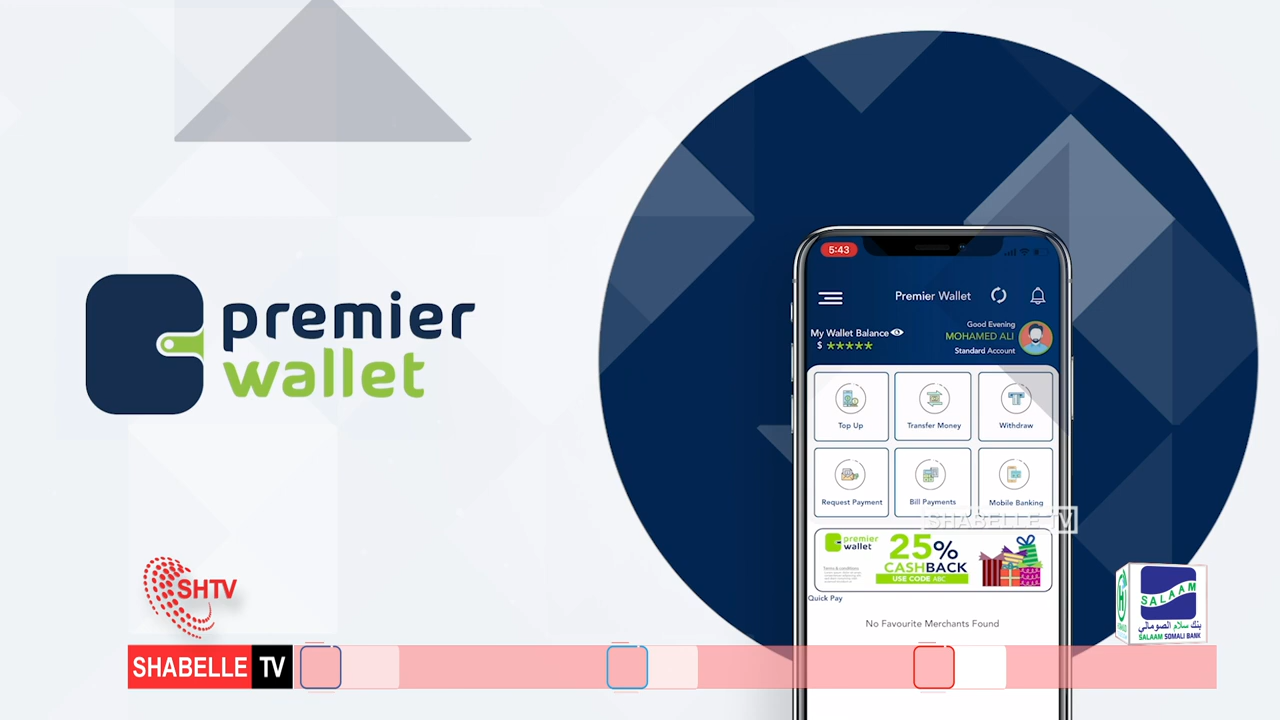 premier
wallet
5:43
Premier Wallet
My Wallet Balance
$ *****
Good Evening
MOHAMED ALI
Standard Account
Top Up
Transfer Money
Withdraw
Request Payment
Bill Payments
Mobile Banking
SHABELLE TV
premier
wallet
25%
CASHBACK
USE CODE ABC
Terms & conditions
Quick Pay
No Favourite Merchants Found
SHTV
SHABELLE TV
SALAAM
بنك سلام الصومالي
SALAAM SOMALI BANK